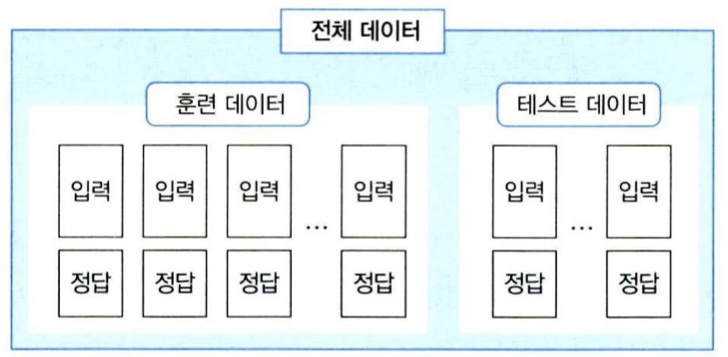 전체 데이터
훈련 데이터 테스트 데이터
입력 입력 입력 입력 입력 입력
... ...
정답 정답 정답 정답 정답 정답